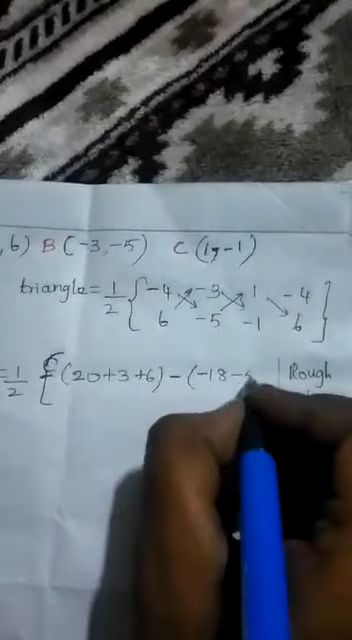 ,6) B(-3,-5) C(1,-1)
triangle = 1/2 { -4 -3 1 -4
6 -5 -1 6 }
= 1/2 { (20+3+6) - (-18-5 | Rough